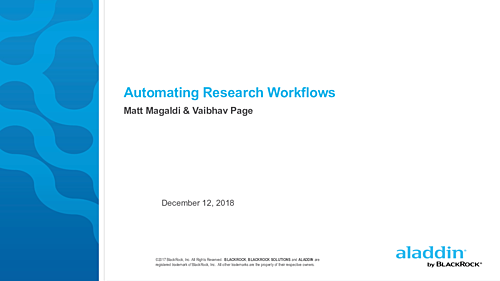 Automating Research Workflows
Matt Magaldi & Vaibhav Page
December 12, 2018
©2017 BlackRock, Inc. All Rights Reserved. BLACKROCK, BLACKROCK SOLUTIONS and ALADDIN are
registered trademark of BlackRock, Inc. All other trademarks are the property of their respective owners.
aladdin®
by BLACKROCK®